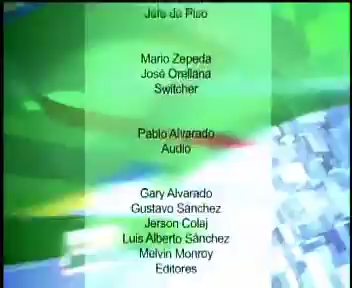 Jefe de Piso
Mario Zepeda
José Orellana
Switcher
Pablo Alvarado
Audio
Gary Alvarado
Gustavo Sánchez
Jerson Colaj
Luis Alberto Sánchez
Melvin Monroy
Editores